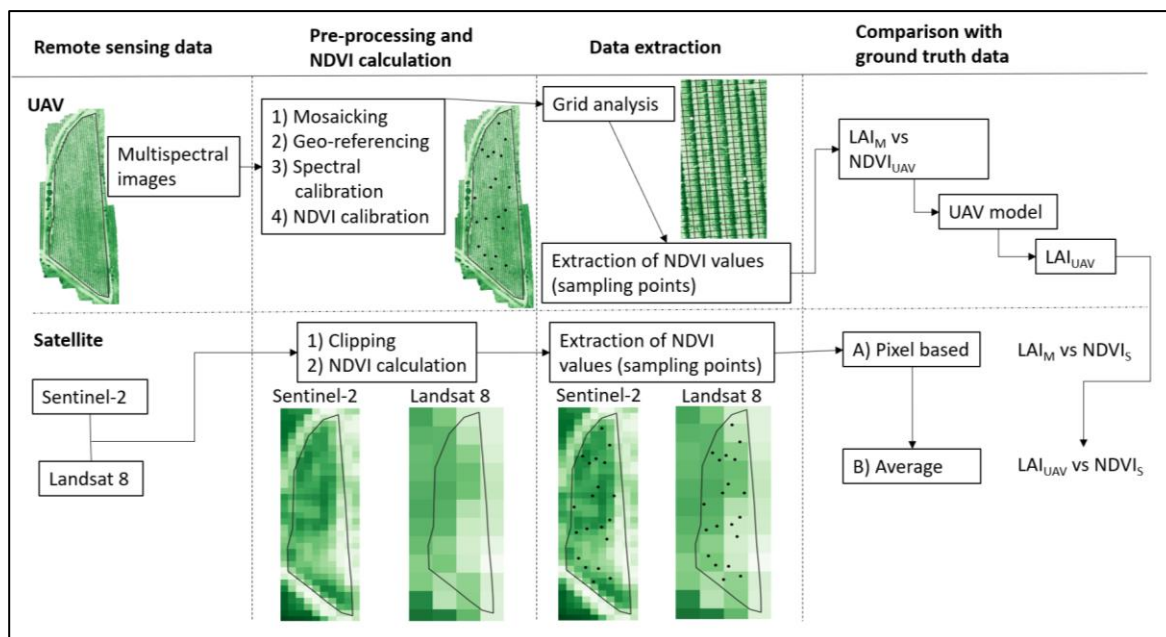 Remote sensing data
Pre-processing and
NDVI calculation
Data extraction
Comparison with
ground truth data
UAV
Multispectral
images
1) Mosaicking
2) Geo-referencing
3) Spectral
calibration
4) NDVI calibration
Grid analysis
Extraction of NDVI values
(sampling points)
LAIM vs
NDVIUAV
UAV model
LAIUAV
Satellite
Sentinel-2
Landsat 8
1) Clipping
2) NDVI calculation
Sentinel-2
Landsat 8
Extraction of NDVI
values (sampling points)
Sentinel-2
Landsat 8
A) Pixel based
LAIM vs NDVIS
B) Average
LAIUAV vs NDVIS